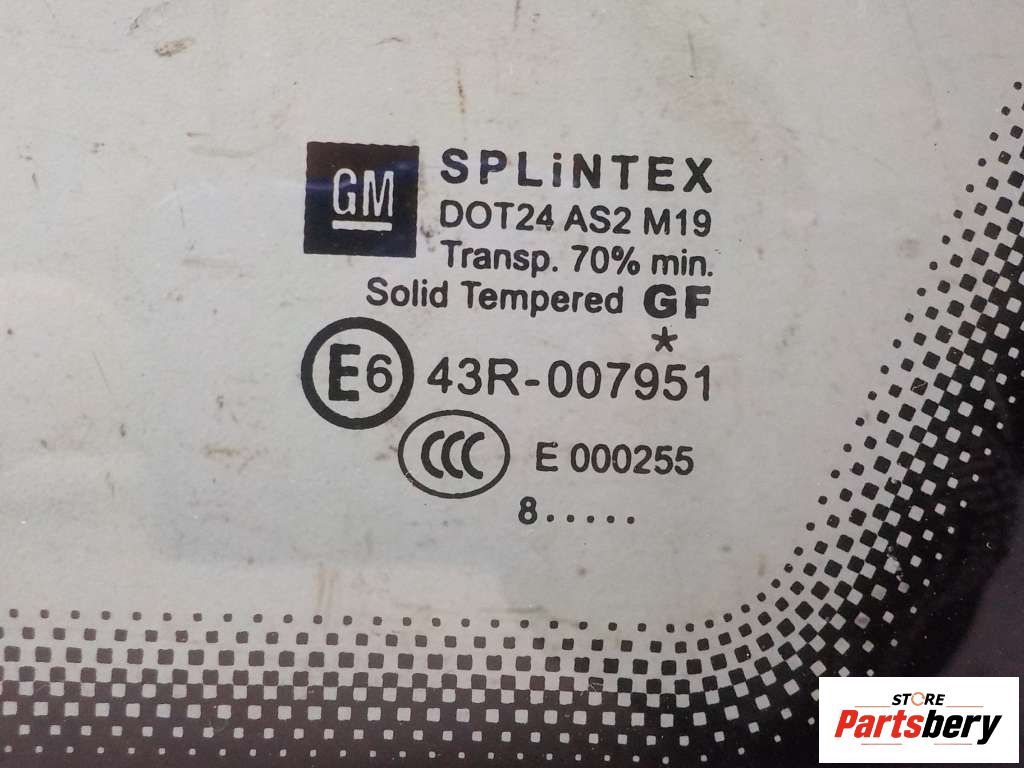 GM
SPLiNTEX
DOT24 AS2 M19
Transp. 70% min.
Solid Tempered GF
*
E6 43R-007951
CCC E 000255
8.....
STORE
Partsbery